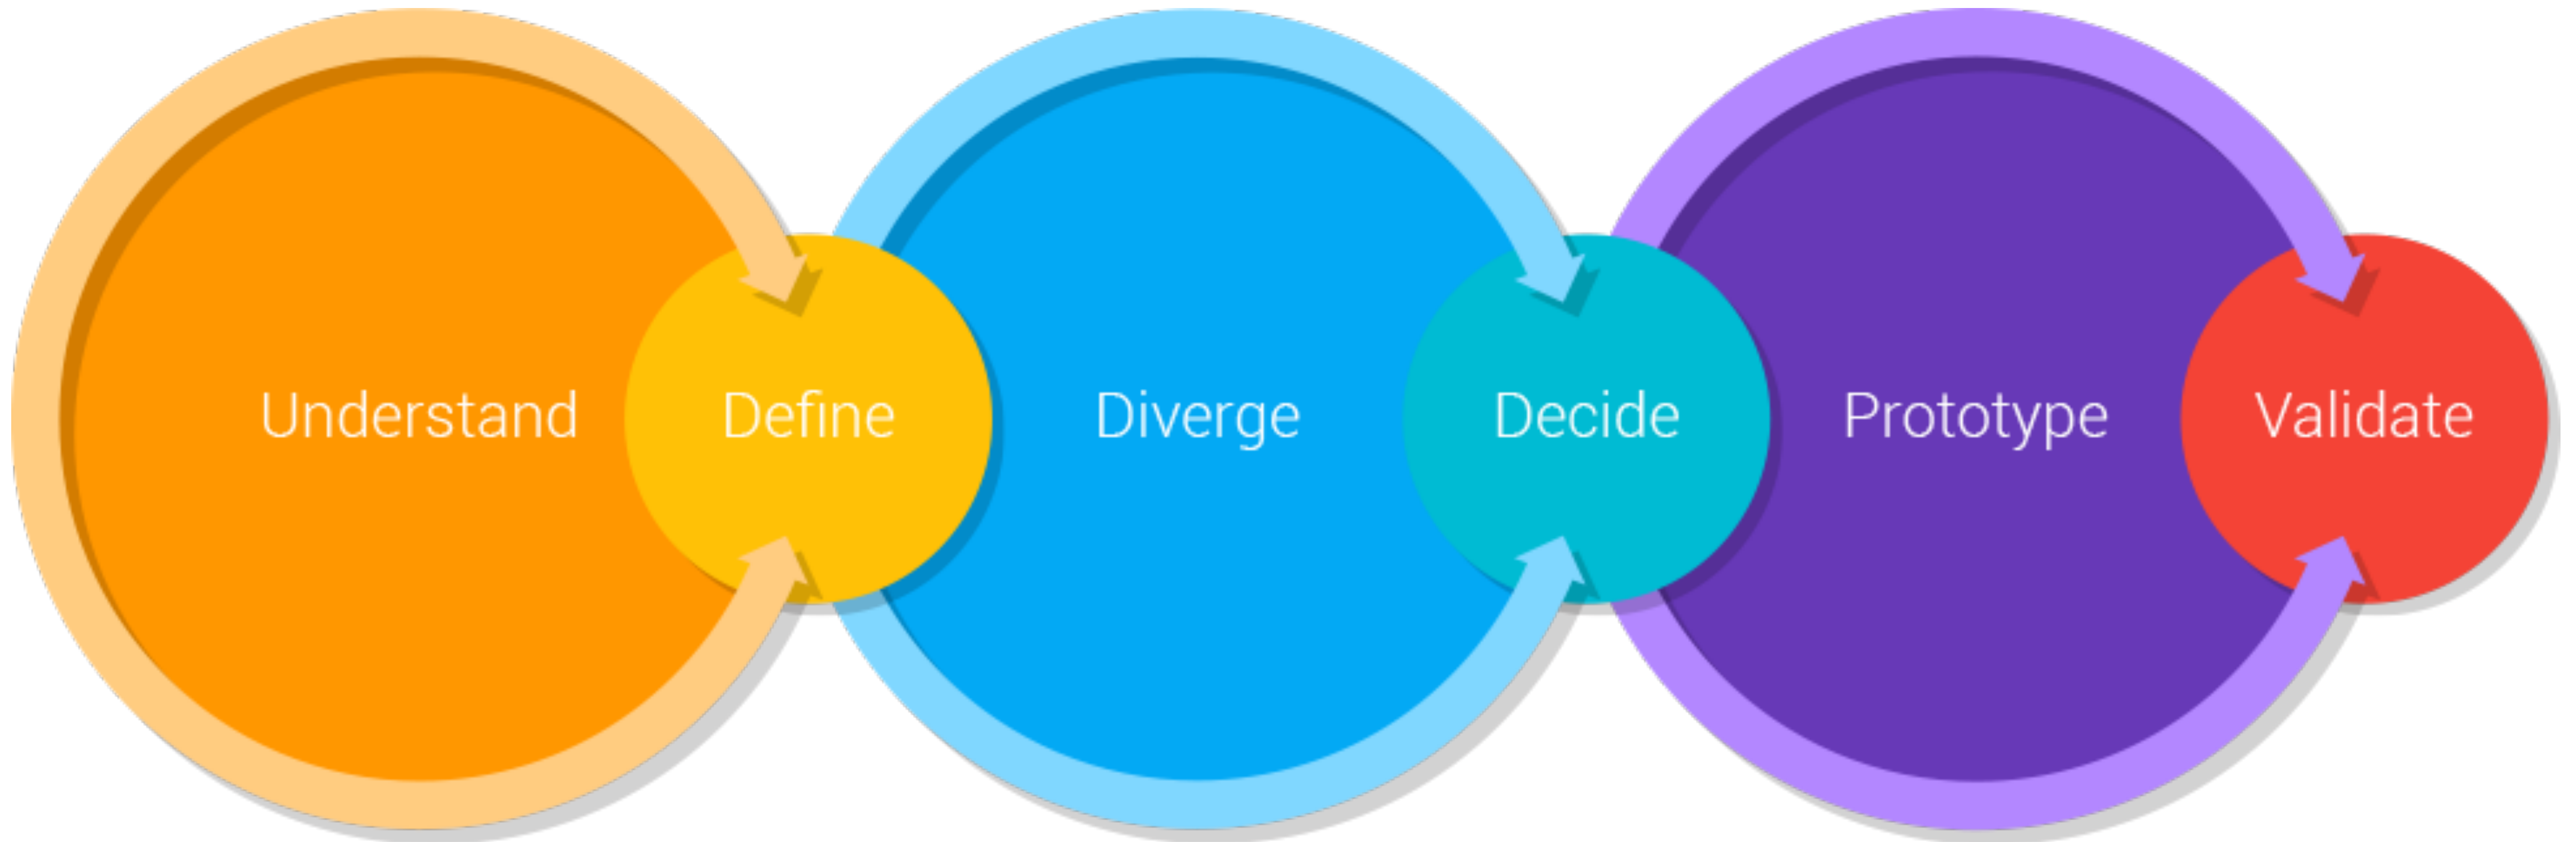 Understand
Define
Diverge
Decide
Prototype
Validate